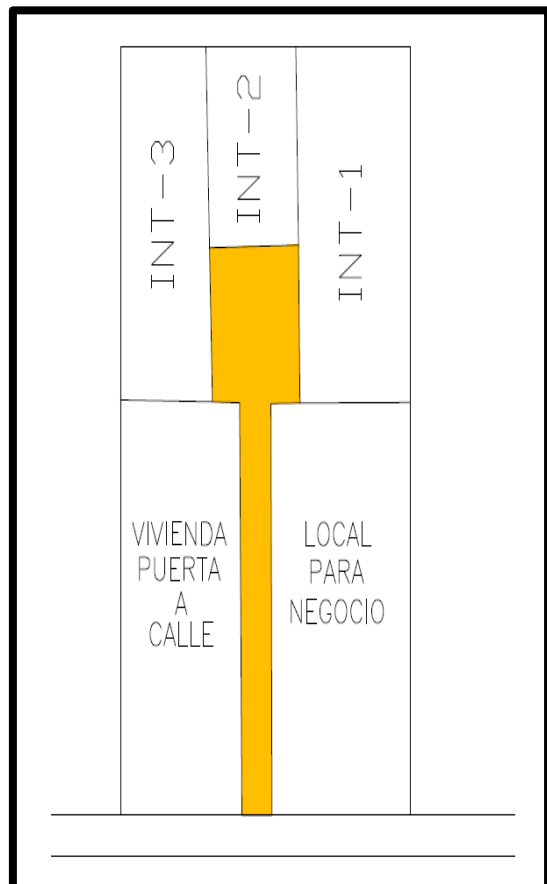 INT-3
INT-2
INT-1
VIVIENDA
PUERTA
A
CALLE
LOCAL
PARA
NEGOCIO